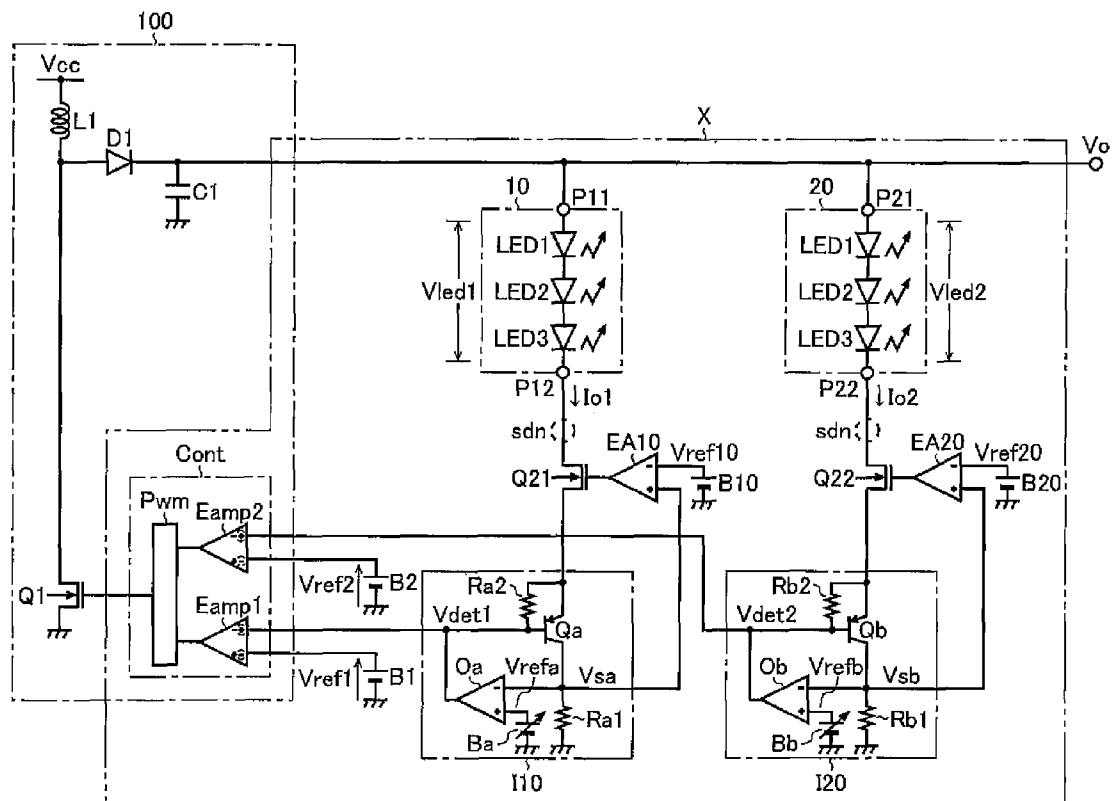 100
Vcc
L1
D1
C1
X
Vo
10
P11
LED1
LED2
LED3
Vled1
P12
Io1
sdn
EA10
Vref10
Q21
B10
20
P21
LED1
LED2
LED3
Vled2
P22
Io2
sdn
EA20
Vref20
Q22
B20
Cont
Pwm
Eamp2
Eamp1
Q1
Vref2
B2
Vref1
B1
Ra2
Vdet1
Qa
Oa
Vrefa
Vsa
Ra1
Ba
I10
Rb2
Vdet2
Qb
Ob
Vrefb
Vsb
Rb1
Bb
I20